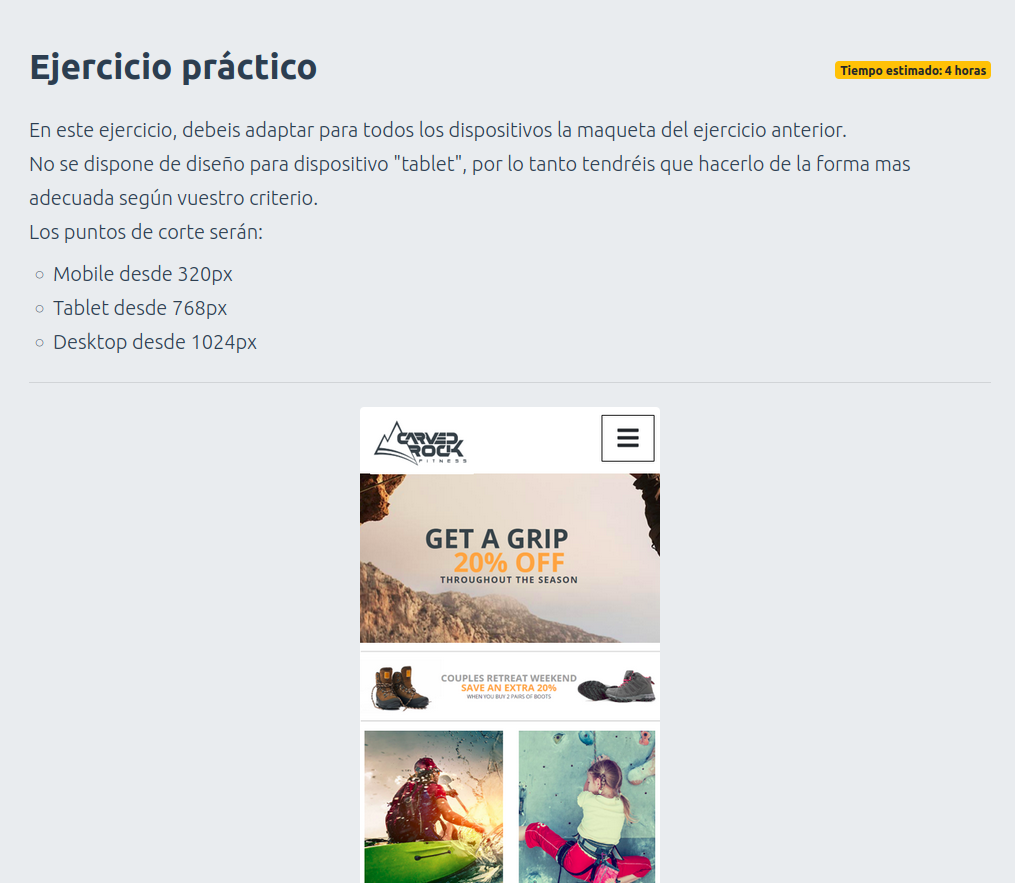 Ejercicio práctico
Tiempo estimado: 4 horas
En este ejercicio, debeis adaptar para todos los dispositivos la maqueta del ejercicio anterior.
No se dispone de diseño para dispositivo "tablet", por lo tanto tendréis que hacerlo de la forma mas
adecuada según vuestro criterio.
Los puntos de corte serán:
Mobile desde 320px
Tablet desde 768px
Desktop desde 1024px
CARVED
ROCK
FITNESS
GET A GRIP
20% OFF
THROUGHOUT THE SEASON
COUPLES RETREAT WEEKEND
SAVE AN EXTRA 20%
WHEN YOU BUY 2 PAIRS OF BOOTS